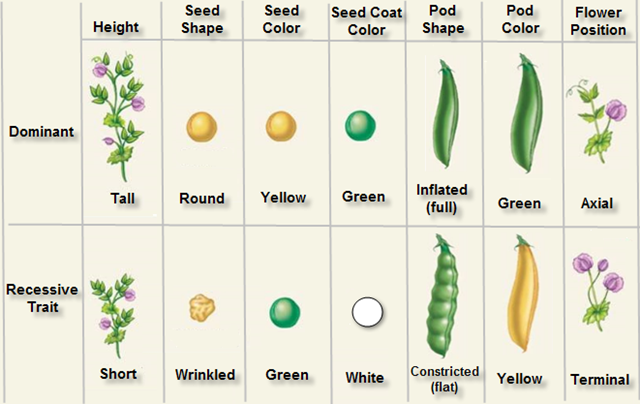 Height
Seed Shape
Seed Color
Seed Coat Color
Pod Shape
Pod Color
Flower Position
Dominant
Tall
Round
Yellow
Green
Inflated
(full)
Green
Axial
Recessive
Trait
Short
Wrinkled
Green
White
Constricted
(flat)
Yellow
Terminal